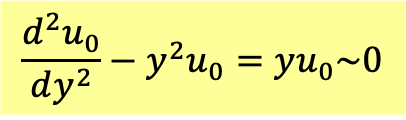 d²u₀/dy² − y²u₀ = yu₀~0